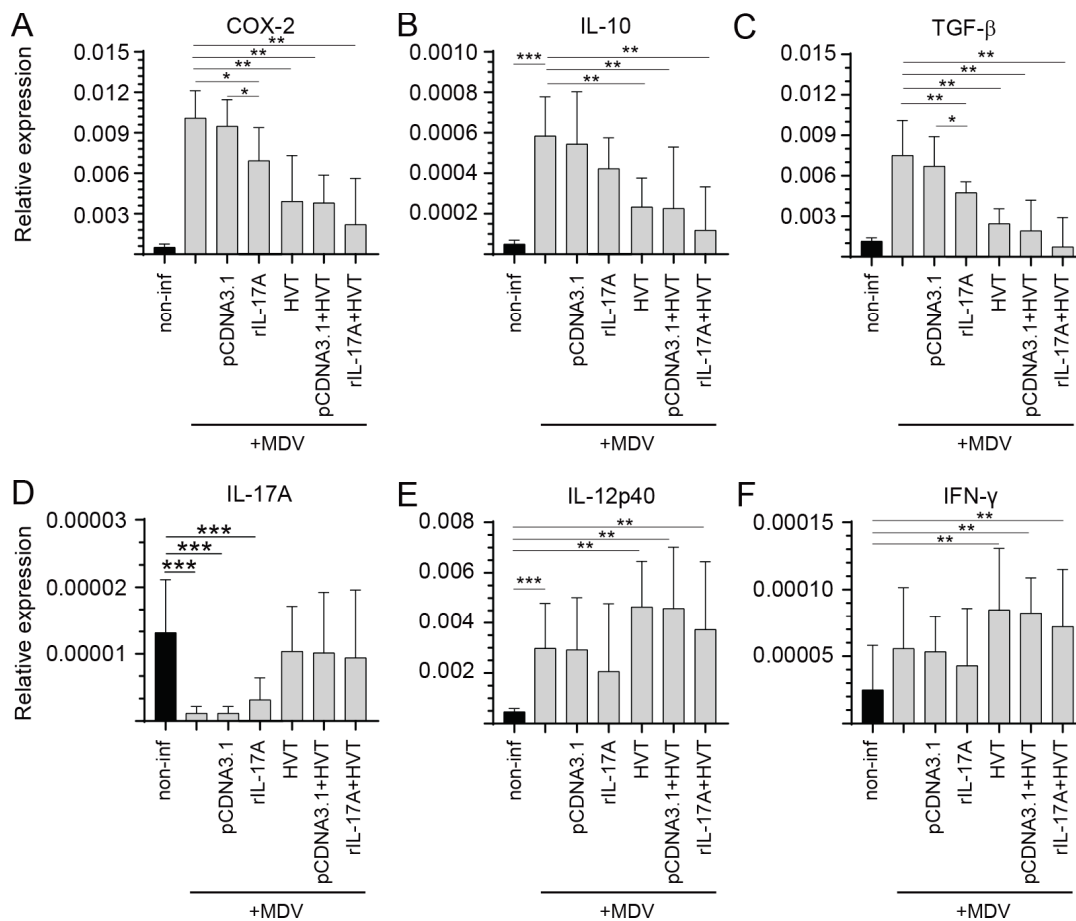 A
COX-2
Relative expression
0.015
0.012
0.009
0.006
0.003
**
**
**
*
*
non-inf
pCDNA3.1
rIL-17A
HVT
pCDNA3.1+HVT
rIL-17A+HVT
+MDV
B
IL-10
0.0010
0.0008
0.0006
0.0004
0.0002
***
**
**
**
non-inf
pCDNA3.1
rIL-17A
HVT
pCDNA3.1+HVT
rIL-17A+HVT
+MDV
C
TGF-β
0.015
0.012
0.009
0.006
0.003
**
**
**
**
*
non-inf
pCDNA3.1
rIL-17A
HVT
pCDNA3.1+HVT
rIL-17A+HVT
+MDV
D
IL-17A
Relative expression
0.00003
0.00002
0.00001
***
***
***
non-inf
pCDNA3.1
rIL-17A
HVT
pCDNA3.1+HVT
rIL-17A+HVT
+MDV
E
IL-12p40
0.008
0.006
0.004
0.002
**
**
**
***
non-inf
pCDNA3.1
rIL-17A
HVT
pCDNA3.1+HVT
rIL-17A+HVT
+MDV
F
IFN-γ
0.00015
0.00010
0.00005
**
**
**
non-inf
pCDNA3.1
rIL-17A
HVT
pCDNA3.1+HVT
rIL-17A+HVT
+MDV